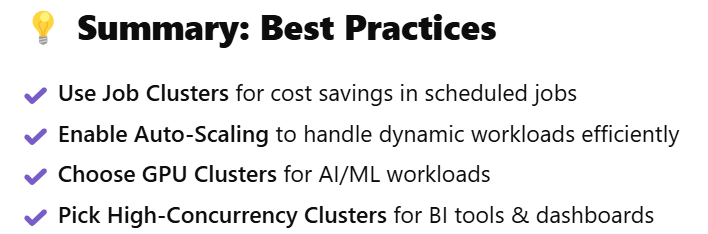 💡 Summary: Best Practices
✔ Use Job Clusters for cost savings in scheduled jobs
✔ Enable Auto-Scaling to handle dynamic workloads efficiently
✔ Choose GPU Clusters for AI/ML workloads
✔ Pick High-Concurrency Clusters for BI tools & dashboards